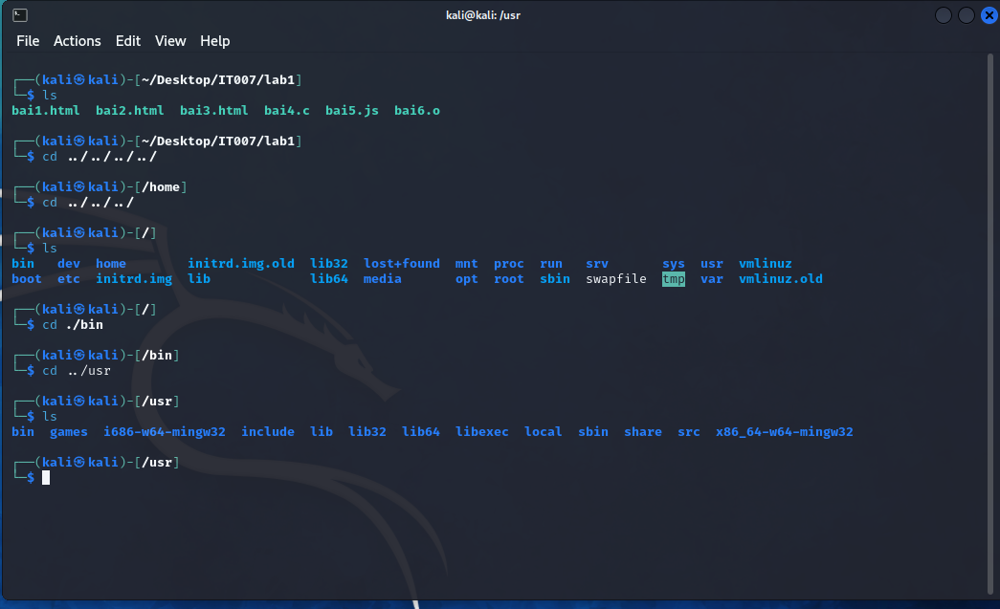 kali@kali: /usr
File Actions Edit View Help
┌──(kali㉿kali)-[~/Desktop/IT007/lab1]
└─$ ls
bai1.html bai2.html bai3.html bai4.c bai5.js bai6.o
┌──(kali㉿kali)-[~/Desktop/IT007/lab1]
└─$ cd ../../../../
┌──(kali㉿kali)-[/home]
└─$ cd ../../../
┌──(kali㉿kali)-[/]
└─$ ls
bin dev home initrd.img.old lib32 lost+found mnt proc run srv sys usr vmlinuz
boot etc initrd.img lib lib64 media opt root sbin swapfile tmp var vmlinuz.old
┌──(kali㉿kali)-[/]
└─$ cd ./bin
┌──(kali㉿kali)-[/bin]
└─$ cd ../usr
┌──(kali㉿kali)-[/usr]
└─$ ls
bin games i686-w64-mingw32 include lib lib32 lib64 libexec local sbin share src x86_64-w64-mingw32
┌──(kali㉿kali)-[/usr]
└─$